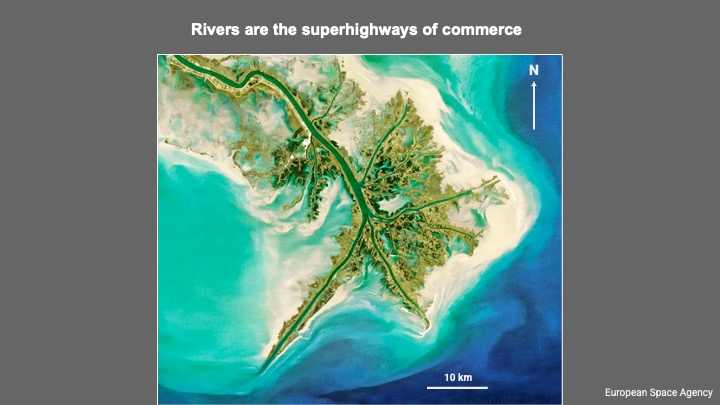 Rivers are the superhighways of commerce
N
10 km
European Space Agency